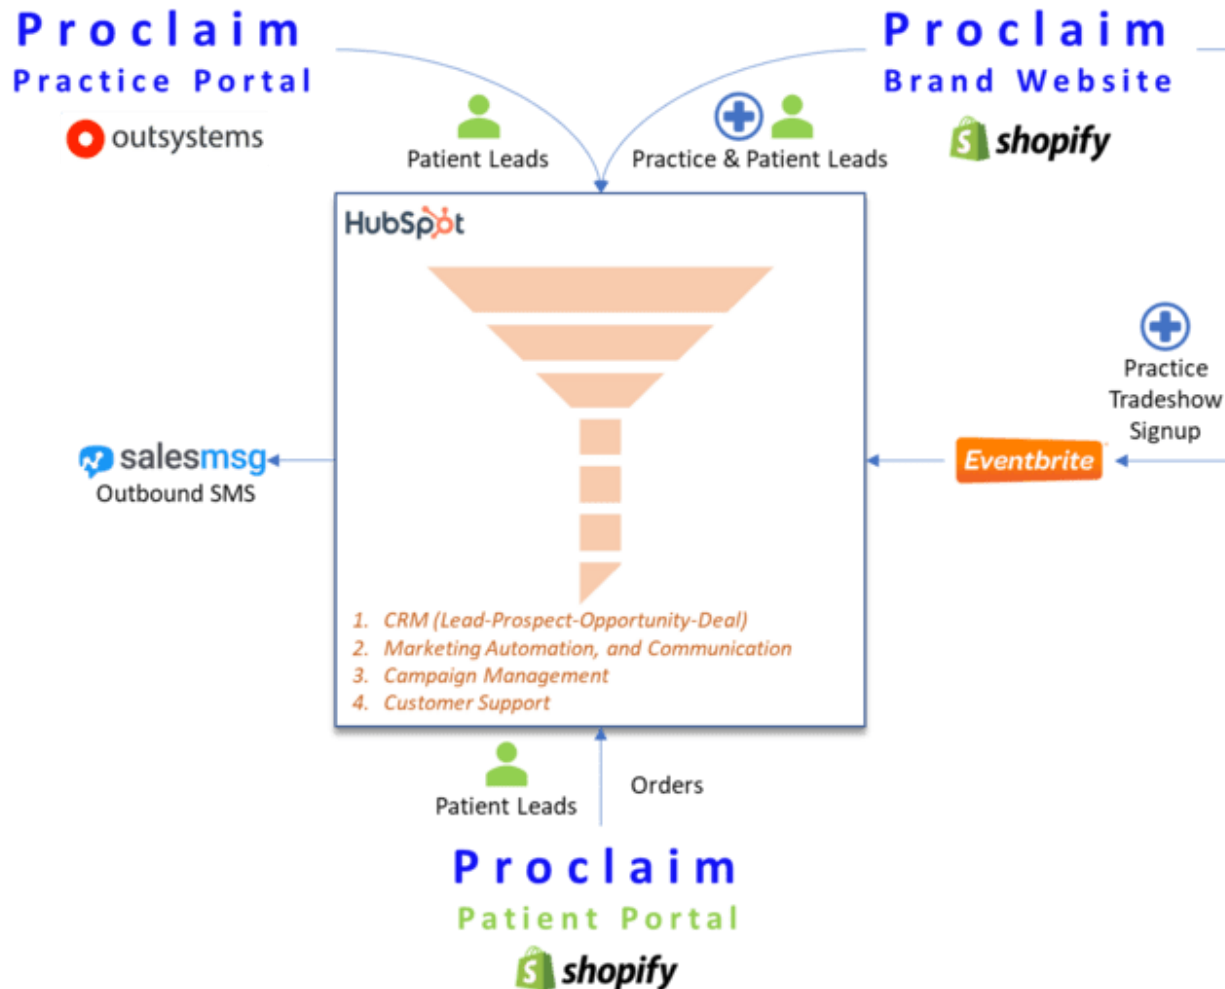 Proclaim
Practice Portal
outsystems
Proclaim
Brand Website
shopify
Patient Leads
Practice & Patient Leads
HubSpot
Practice
Tradeshow
Signup
Eventbrite
salesmsg
Outbound SMS
1. CRM (Lead-Prospect-Opportunity-Deal)
2. Marketing Automation, and Communication
3. Campaign Management
4. Customer Support
Patient Leads
Orders
Proclaim
Patient Portal
shopify